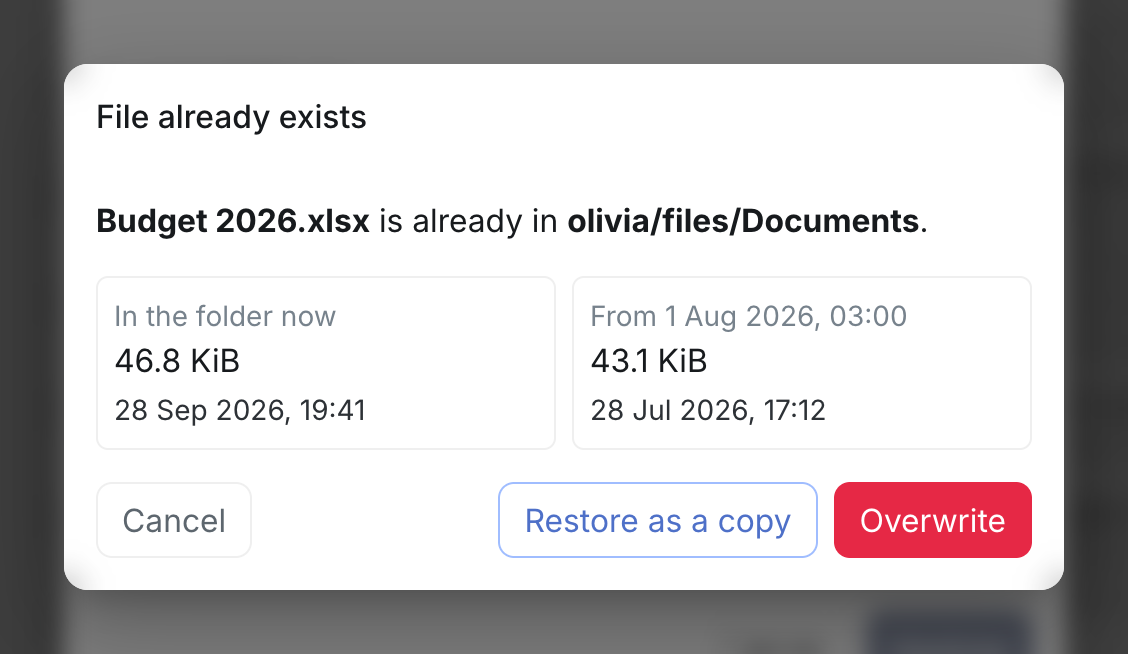 File already exists
Budget 2026.xlsx is already in olivia/files/Documents.
In the folder now
46.8 KiB
28 Sep 2026, 19:41
From 1 Aug 2026, 03:00
43.1 KiB
28 Jul 2026, 17:12
Cancel
Restore as a copy
Overwrite